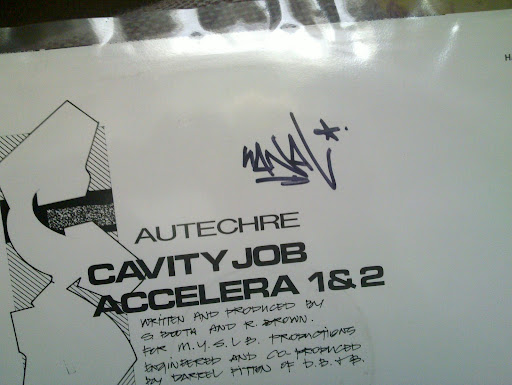 AUTECHRE
CAVITY JOB
ACCELERA 1&2
WRITTEN AND PRODUCED BY
S BOOTH AND R. BROWN.
FOR M.Y.S.L.B. PRODUCTIONS
ENGINEERED AND CO-PRODUCED
BY DARREL FITTON OF